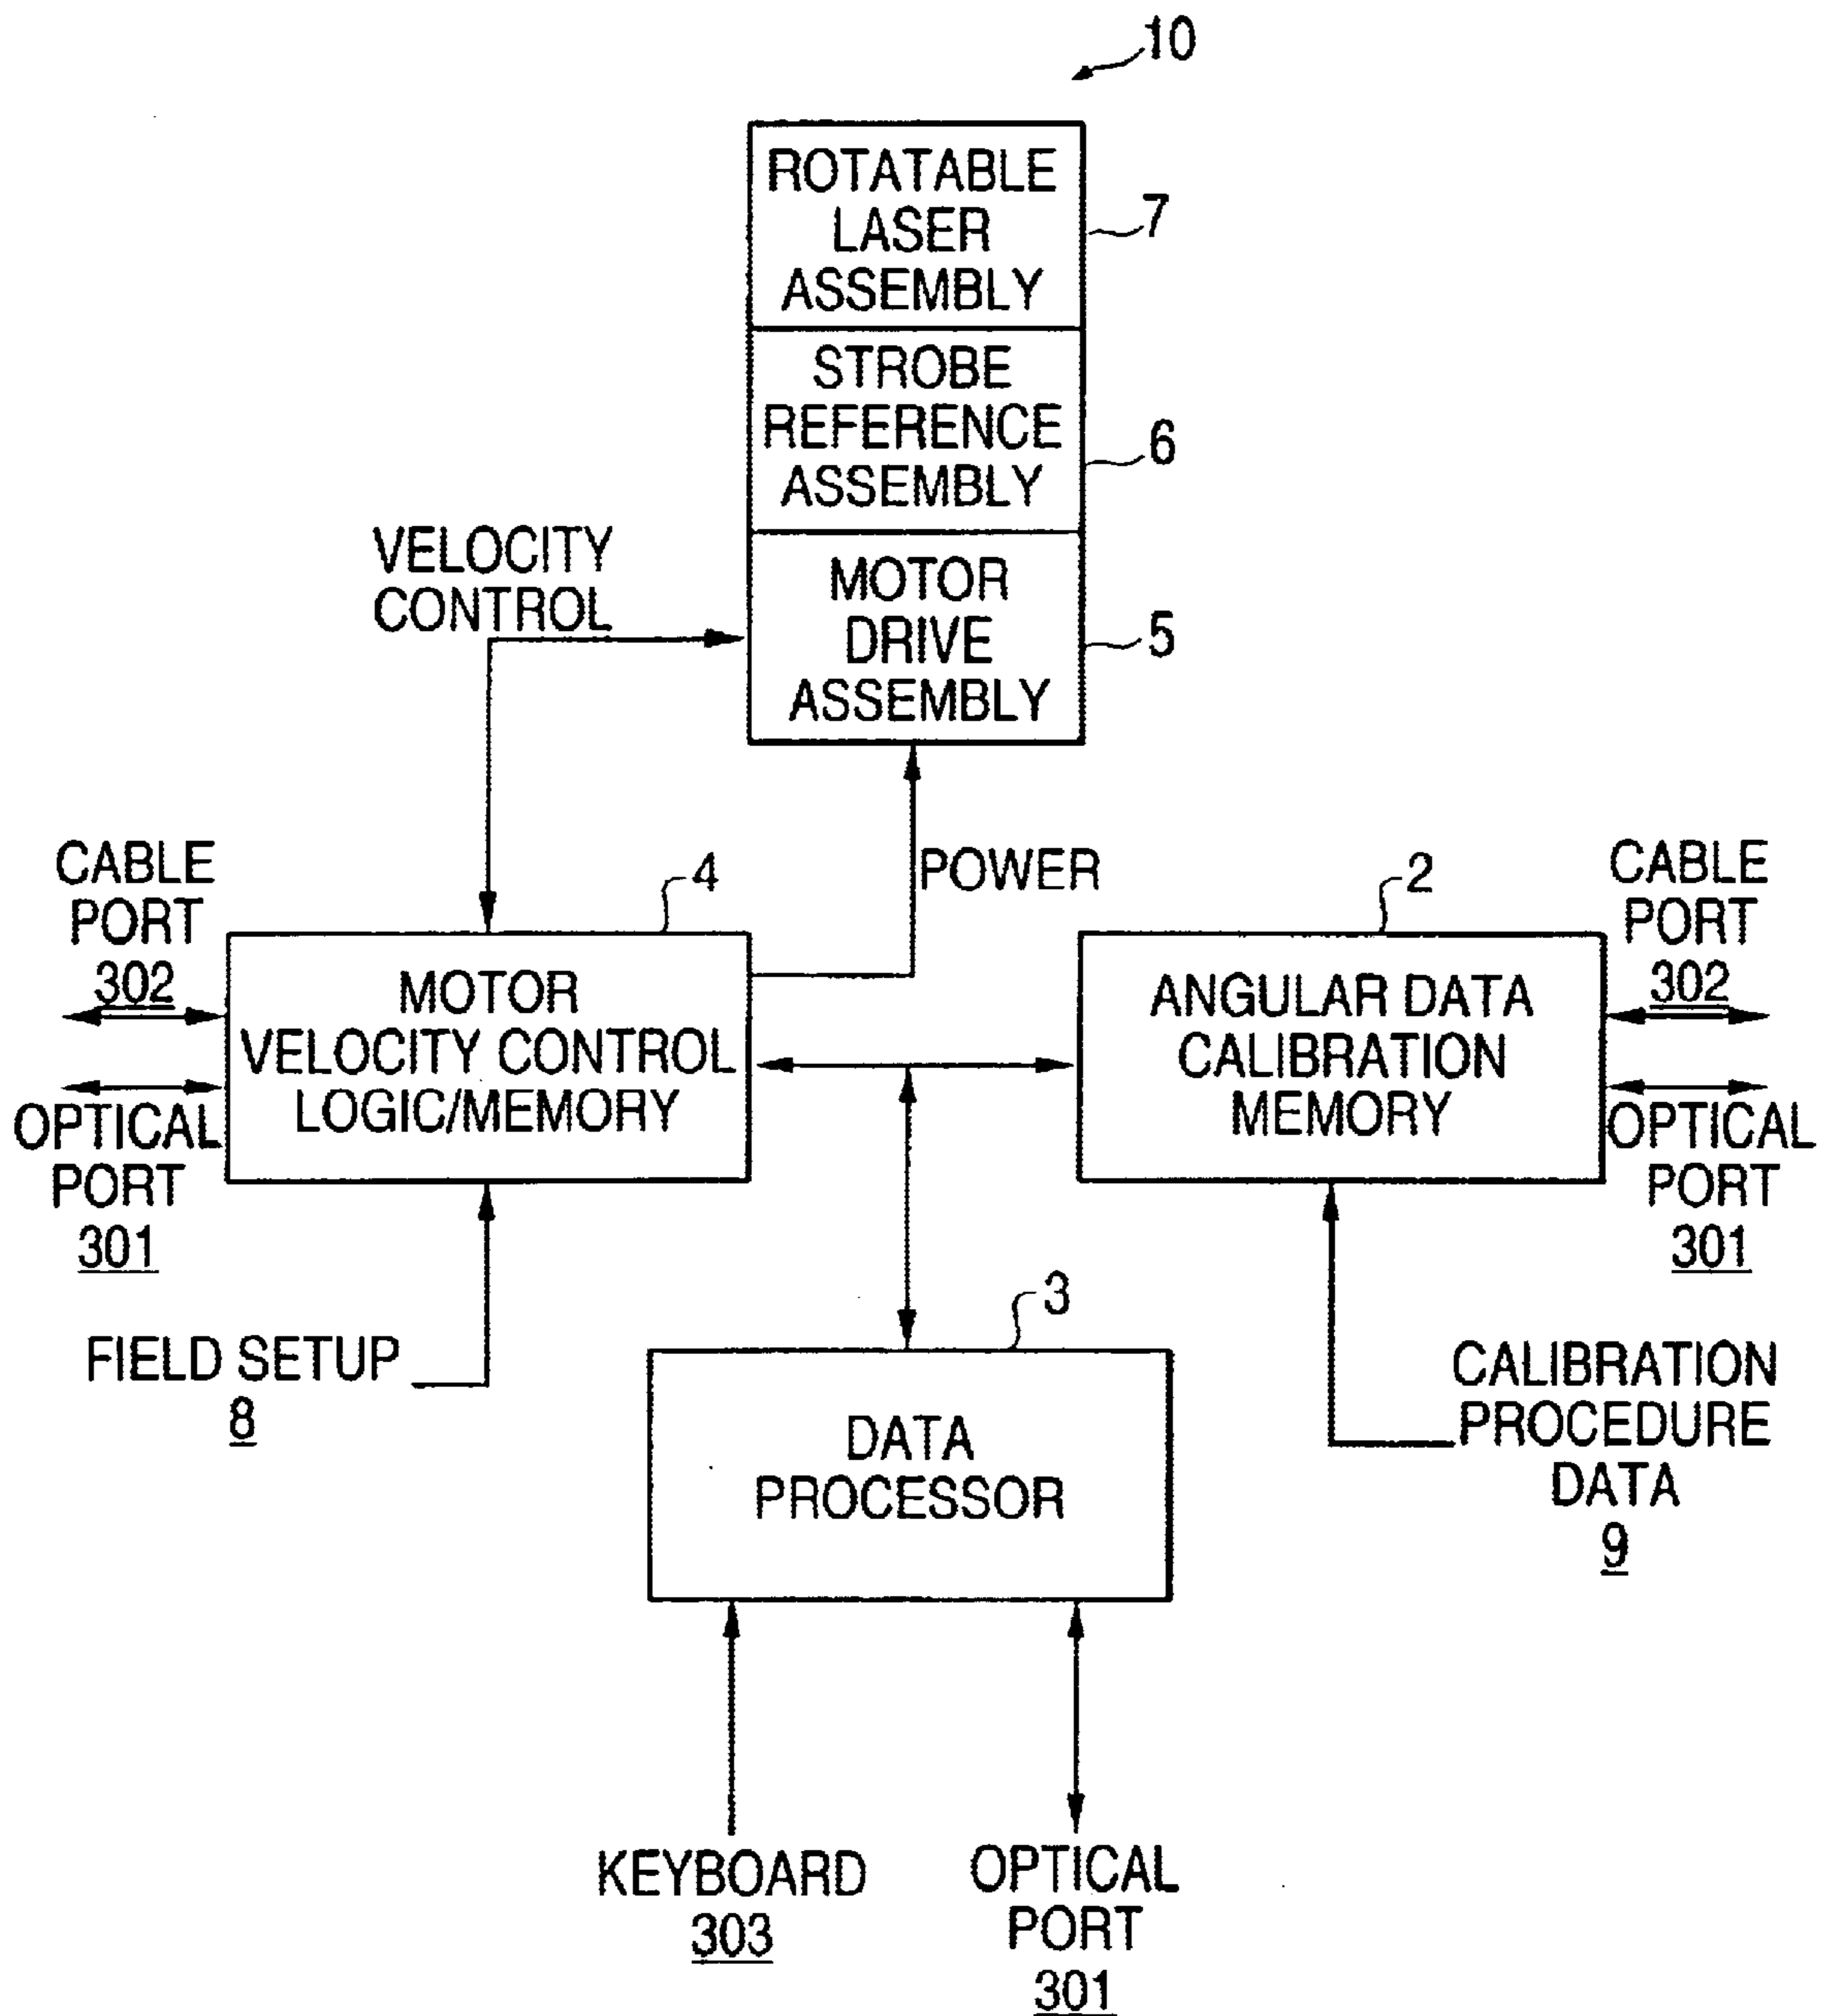 10
ROTATABLE
LASER
ASSEMBLY
7
STROBE
REFERENCE
ASSEMBLY
6
VELOCITY
CONTROL
MOTOR
DRIVE
ASSEMBLY
5
POWER
CABLE
PORT
302
OPTICAL
PORT
301
4
MOTOR
VELOCITY CONTROL
LOGIC/MEMORY
2
ANGULAR DATA
CALIBRATION
MEMORY
CABLE
PORT
302
OPTICAL
PORT
301
FIELD SETUP
8
3
DATA
PROCESSOR
CALIBRATION
PROCEDURE
DATA
9
KEYBOARD
303
OPTICAL
PORT
301